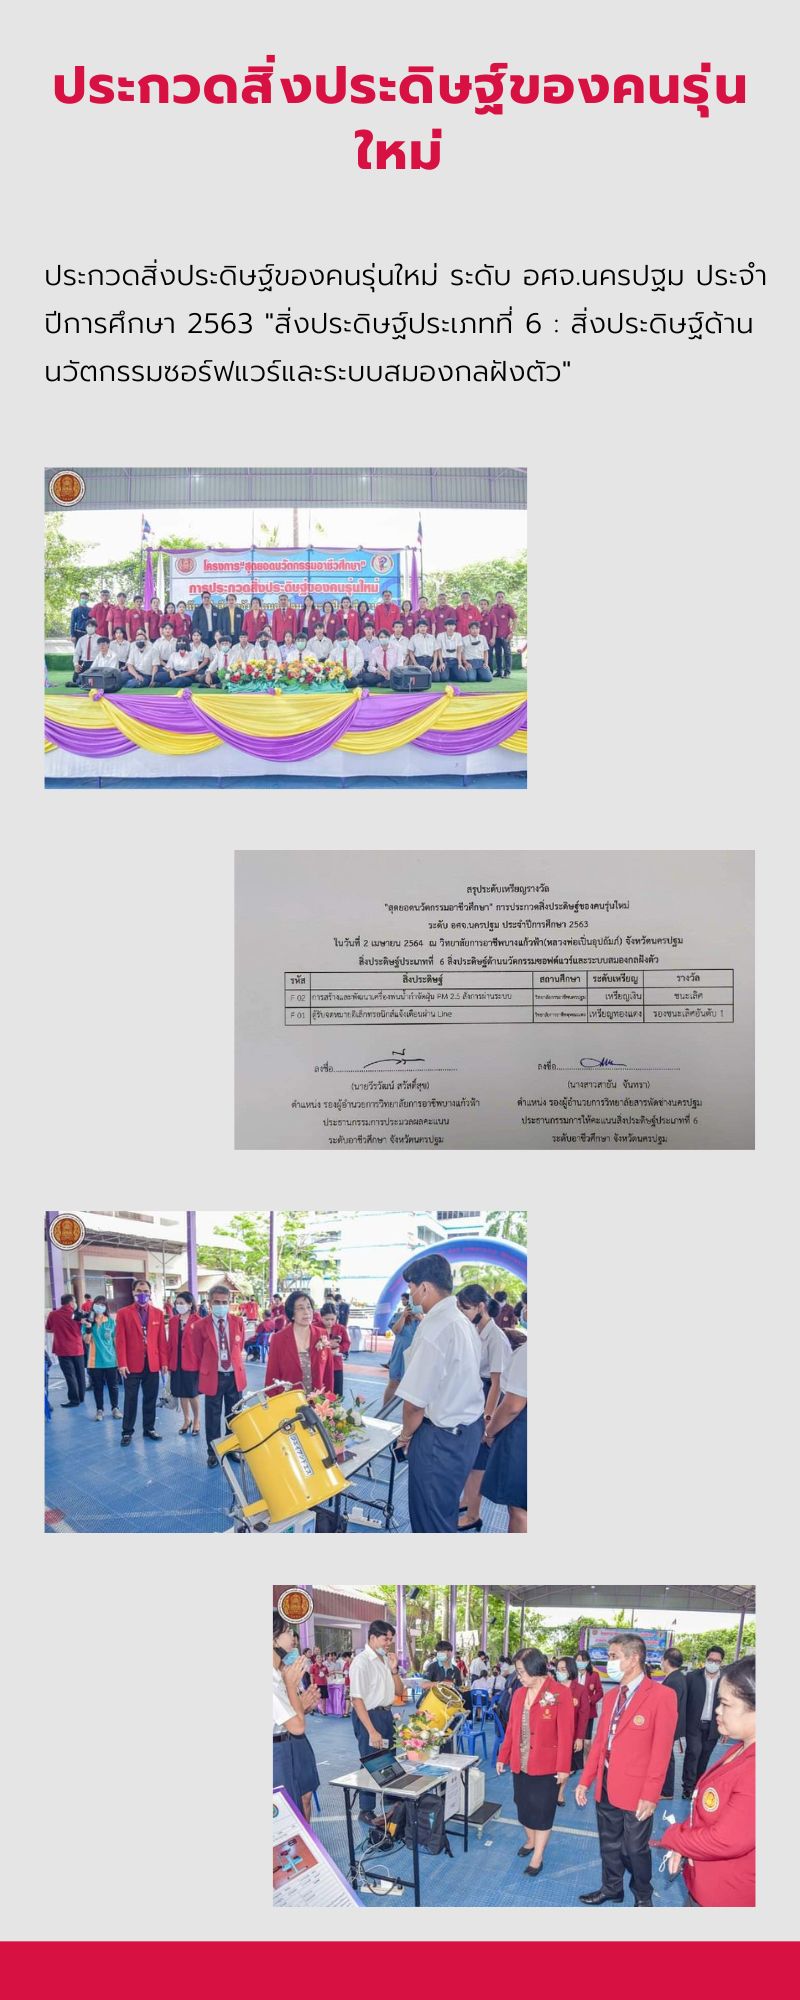 ประกวดสิ่งประดิษฐ์ของคนรุ่น
ใหม่
ประกวดสิ่งประดิษฐ์ของคนรุ่นใหม่ ระดับ อศจ.นครปฐม ประจำ
ปีการศึกษา 2563 "สิ่งประดิษฐ์ประเภทที่ 6 : สิ่งประดิษฐ์ด้าน
นวัตกรรมซอร์ฟแวร์และระบบสมองกลฝังตัว"
โครงการ"สุดยอดนวัตกรรมอาชีวศึกษา"
การประกวดสิ่งประดิษฐ์ของคนรุ่นใหม่
สรุประดับเหรียญรางวัล
"สุดยอดนวัตกรรมอาชีวศึกษา" การประกวดสิ่งประดิษฐ์ของคนรุ่นใหม่
ระดับ อศจ.นครปฐม ประจำปีการศึกษา 2563
ในวันที่ 2 เมษายน 2564 ณ วิทยาลัยการอาชีพบางแก้วฟ้า(หลวงพ่อเปิ่นอุปถัมภ์) จังหวัดนครปฐม
สิ่งประดิษฐ์ประเภทที่ 6 สิ่งประดิษฐ์ด้านนวัตกรรมซอฟต์แวร์และระบบสมองกลฝังตัว
รหัส สิ่งประดิษฐ์ สถานศึกษา ระดับเหรียญ รางวัล
F 02 การสร้างและพัฒนาเครื่องพ่นน้ำกำจัดฝุ่น PM 2.5 สั่งการผ่านระบบ เหรียญเงิน ชนะเลิศ
F 01 ตู้รับจดหมายอิเล็กทรอนิกส์แจ้งเตือนผ่าน Line เหรียญทองแดง รองชนะเลิศอันดับ 1
ลงชื่อ ลงชื่อ
(นายวีรวัฒน์ สวัสดิ์สุข) (นางสาวสายัน จันทรา)
ตำแหน่ง รองผู้อำนวยการวิทยาลัยการอาชีพบางแก้วฟ้า ตำแหน่ง รองผู้อำนวยการวิทยาลัยสารพัดช่างนครปฐม
ประธานกรรมการประมวลผลคะแนน ประธานกรรมการให้คะแนนสิ่งประดิษฐ์ประเภทที่ 6
ระดับอาชีวศึกษา จังหวัดนครปฐม ระดับอาชีวศึกษา จังหวัดนครปฐม